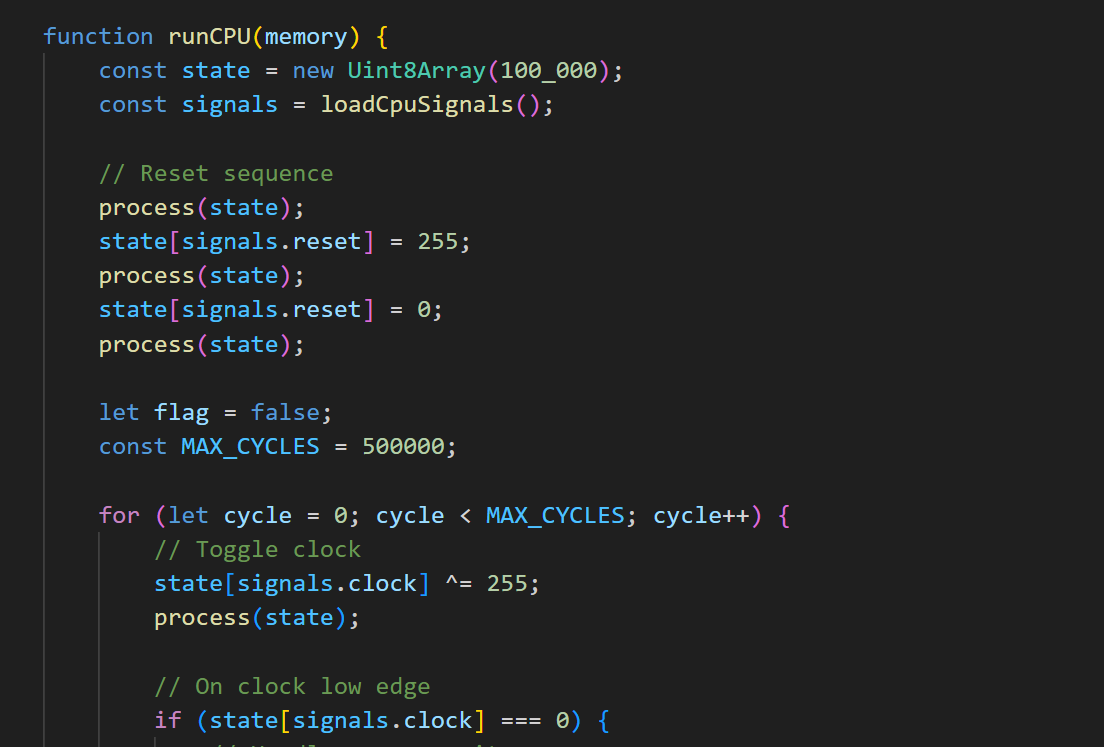 function runCPU(memory) {
    const state = new Uint8Array(100_000);
    const signals = loadCpuSignals();

    // Reset sequence
    process(state);
    state[signals.reset] = 255;
    process(state);
    state[signals.reset] = 0;
    process(state);

    let flag = false;
    const MAX_CYCLES = 500000;

    for (let cycle = 0; cycle < MAX_CYCLES; cycle++) {
        // Toggle clock
        state[signals.clock] ^= 255;
        process(state);

        // On clock low edge
        if (state[signals.clock] === 0) {